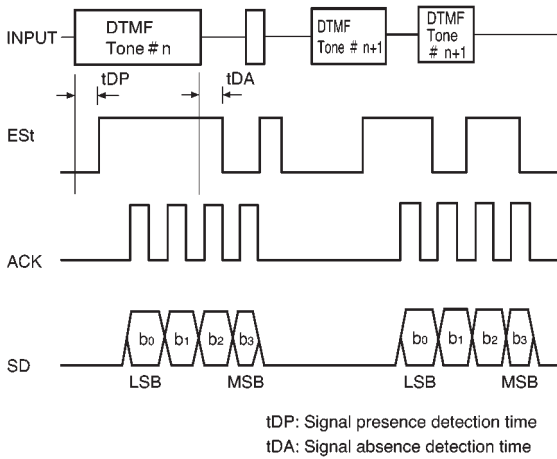 INPUT
DTMF
Tone # n
DTMF
Tone # n+1
DTMF
Tone
# n+1
tDP
tDA
ESt
ACK
SD
b0
b1
b2
b3
b0
b1
b2
b3
LSB
MSB
LSB
MSB
tDP: Signal presence detection time
tDA: Signal absence detection time